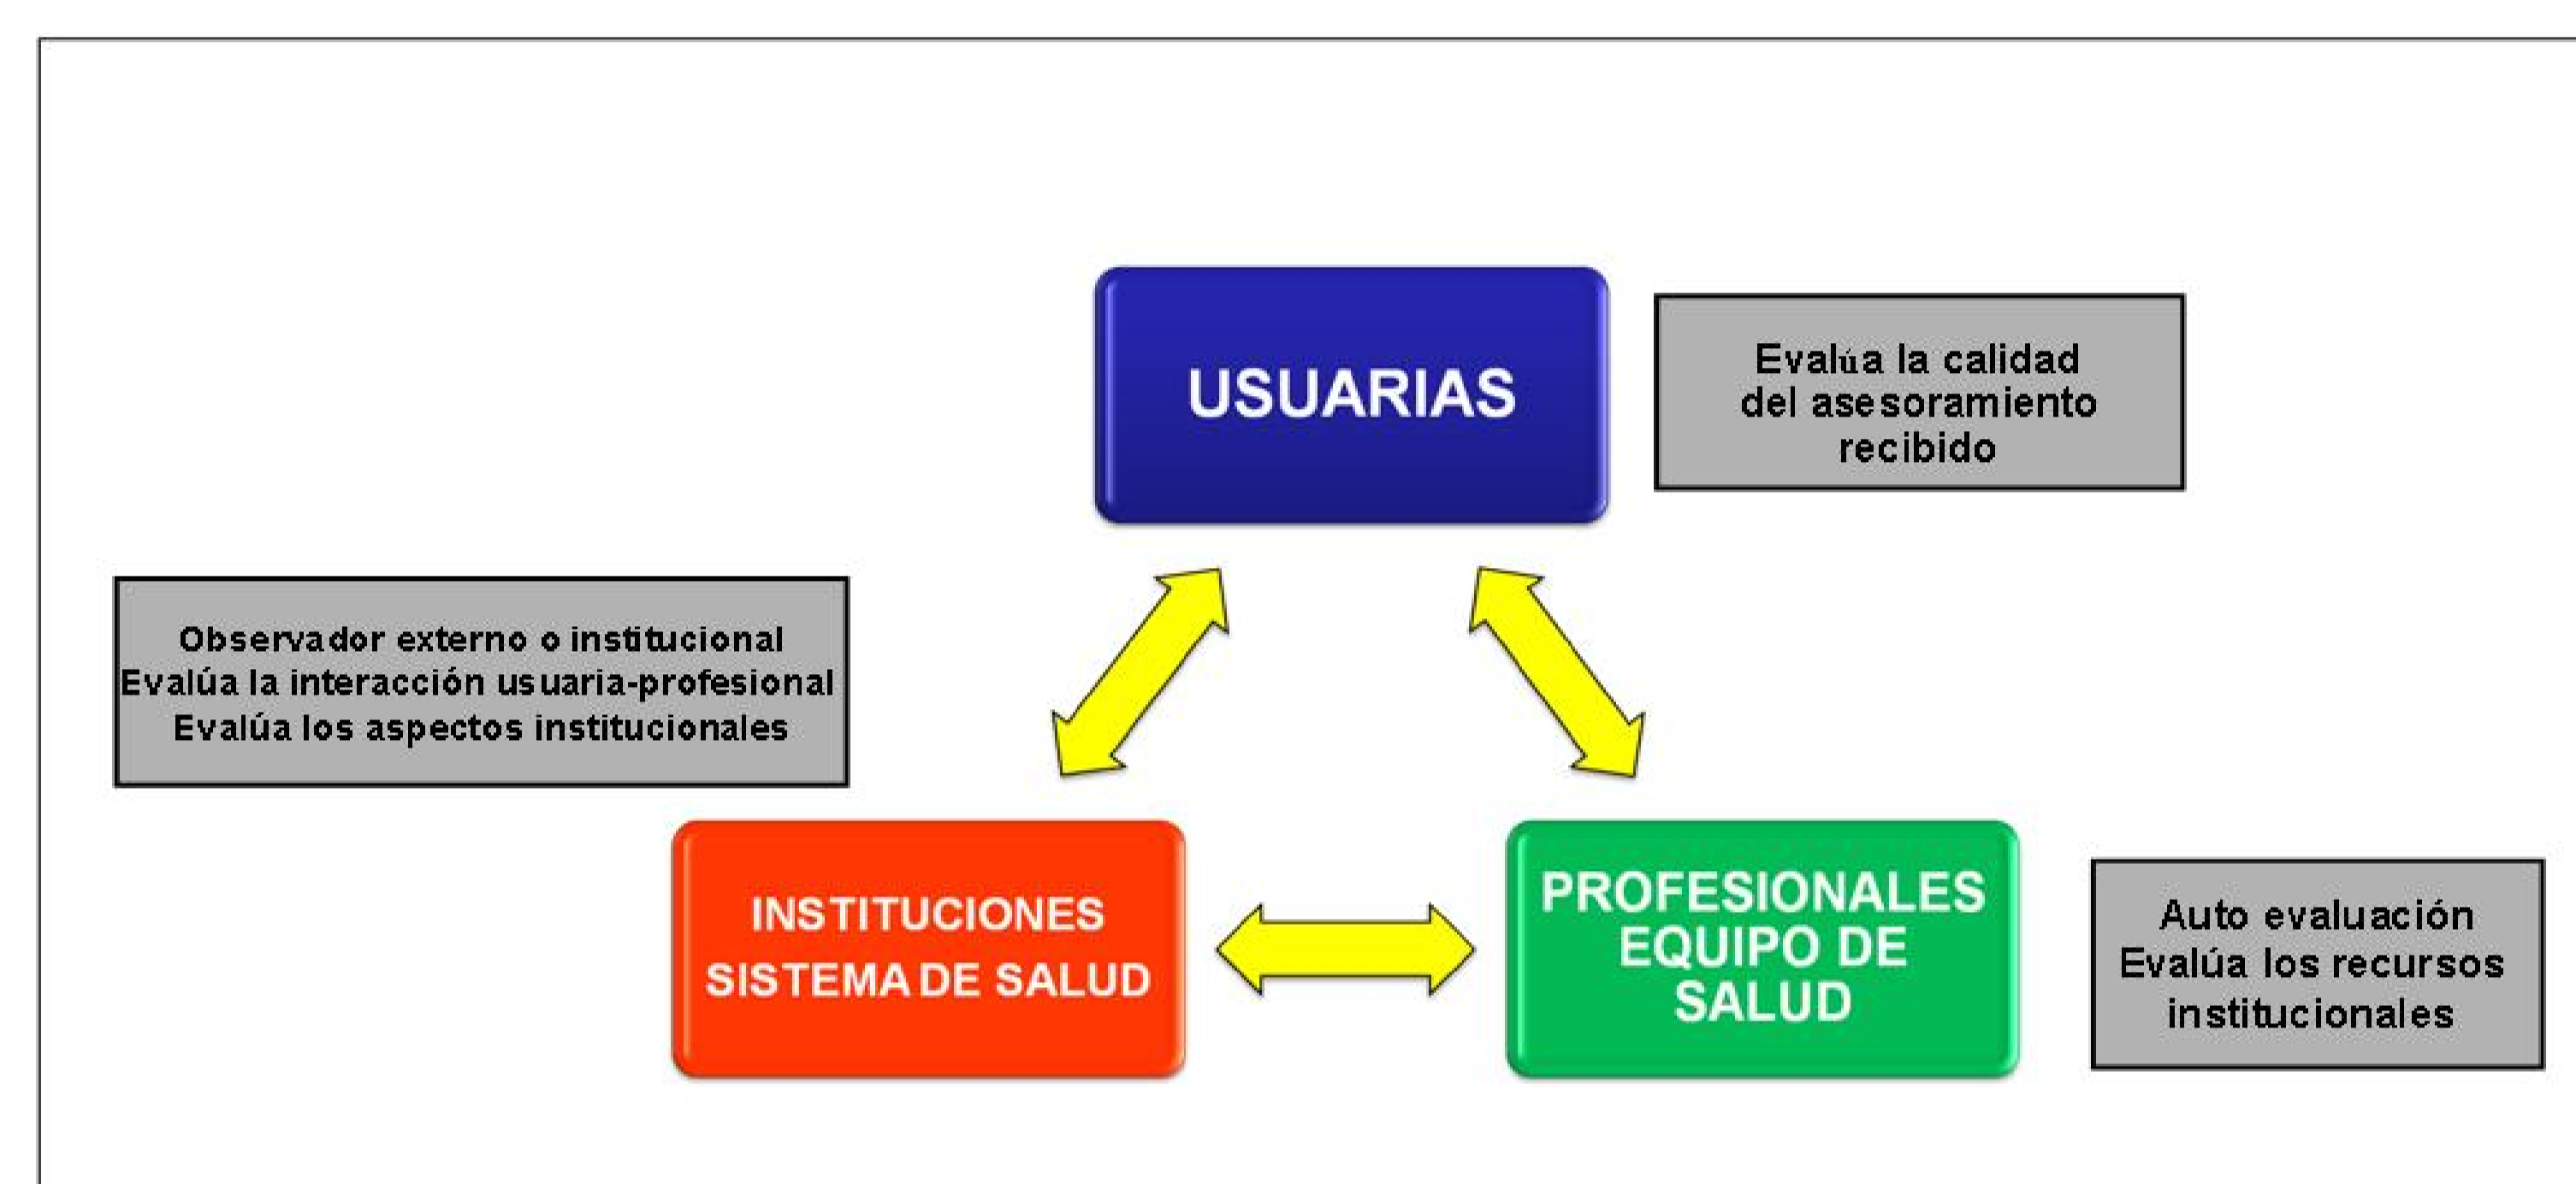 USUARIAS
Evalúa la calidad
del asesoramiento
recibido
Observador externo o institucional
Evalúa la interacción usuaria-profesional
Evalúa los aspectos institucionales
INSTITUCIONES
SISTEMA DE SALUD
PROFESIONALES
EQUIPO DE
SALUD
Auto evaluación
Evalúa los recursos
institucionales